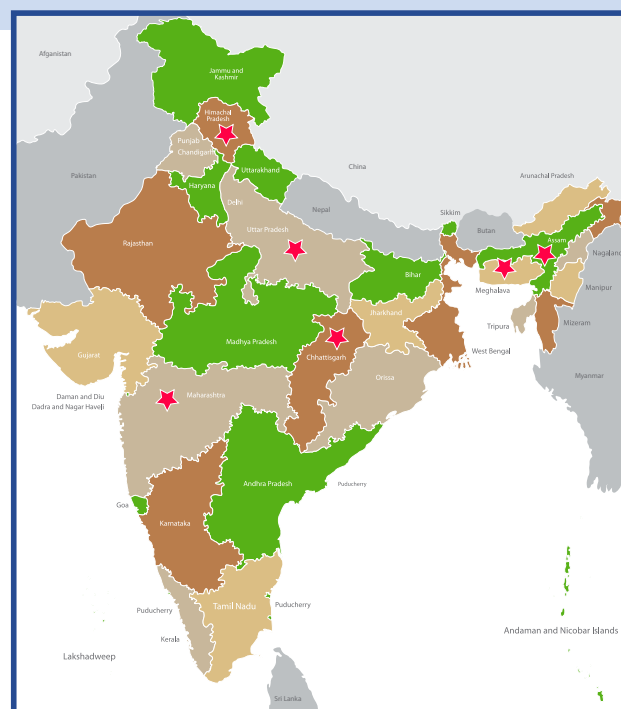 Afganistan
Jammu and
Kashmir
Himachal
Pradesh
Punjab
Chandigarh
China
Pakistan
Uttarakhand
Arunachal Pradesh
Haryana
Delhi
Nepal
Sikkim
Butan
Assam
Uttar Pradesh
Rajasthan
Nagaland
Bihar
Meghalava
Manipur
Jharkhand
Tripura
Mizeram
Madhya Pradesh
Gujarat
Chhattisgarh
West Bengal
Myanmar
Orissa
Daman and Diu
Dadra and Nagar Haveli
Maharashtra
Andhra Pradesh
Puducherry
Goa
Karnataka
Puducherry
Tamil Nadu
Puducherry
Andaman and Nicobar Islands
Kerala
Lakshadweep
Sri Lanka